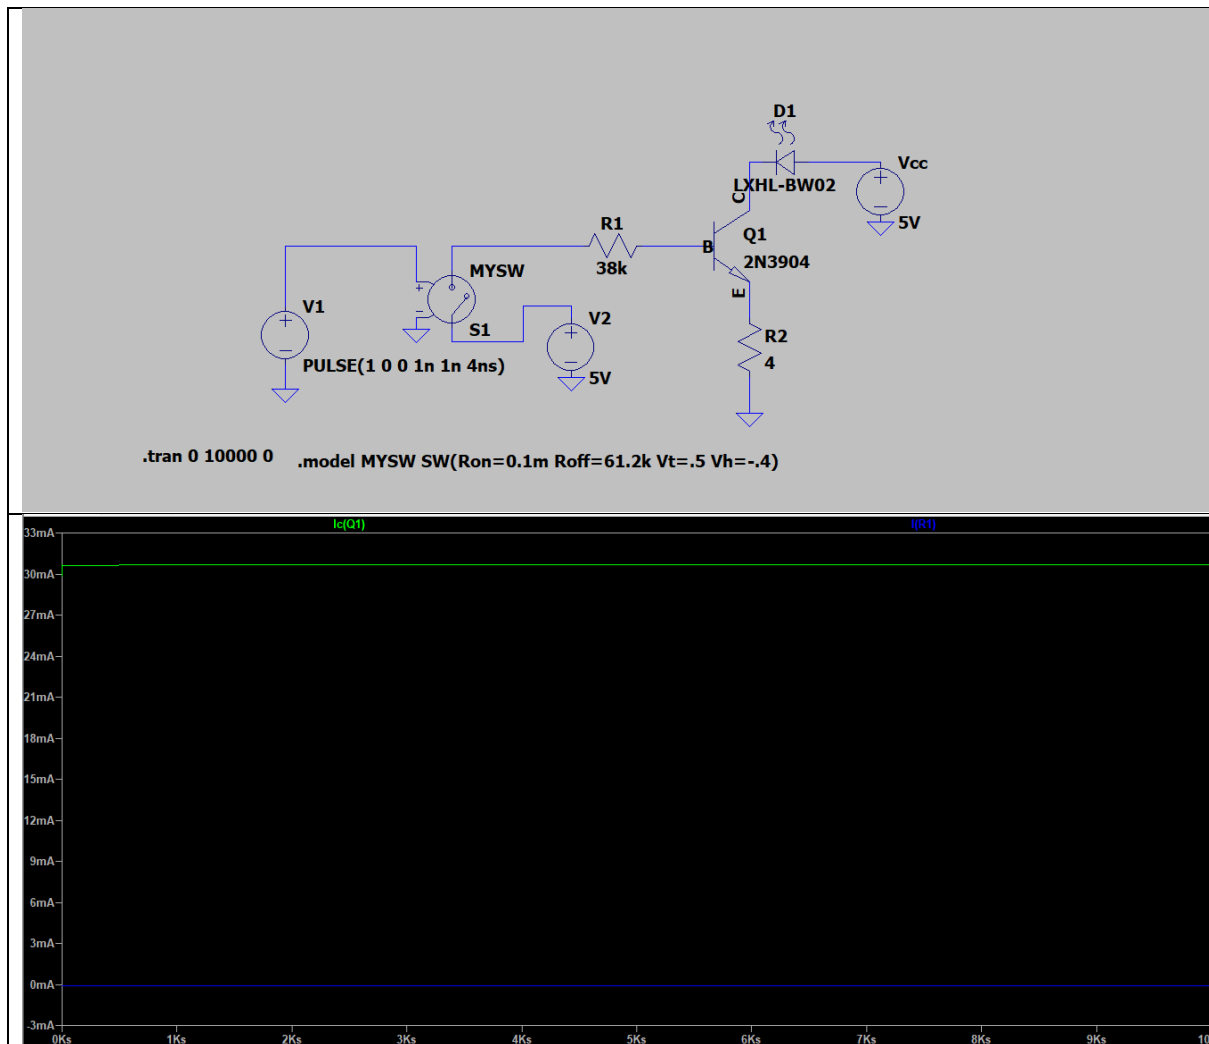 D1
Vcc
LXHL-BW02
C
R1
5V
B
Q1
38k
2N3904
MYSW
E
V1
V2
S1
R2
PULSE(1 0 0 1n 1n 4ns)
4
5V
.tran 0 10000 0
.model MYSW SW(Ron=0.1m Roff=61.2k Vt=.5 Vh=-.4)
Ic(Q1)
I(R1)
33mA
30mA
27mA
24mA
21mA
18mA
15mA
12mA
9mA
6mA
3mA
0mA
-3mA
0Ks 1Ks 2Ks 3Ks 4Ks 5Ks 6Ks 7Ks 8Ks 9Ks 10